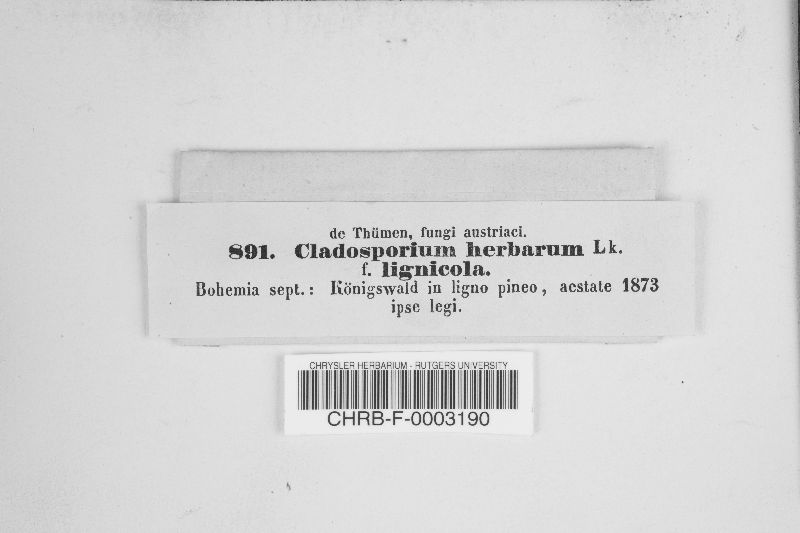 de Thümen, fungi austriaci.
891. Cladosporium herbarum Lk.
f. lignicola.
Bohemia sept.: Königswald in ligno pineo, aestate 1873
ipse legi.
CHRYSLER HERBARIUM - RUTGERS UNIVERSITY
CHRB-F-0003190